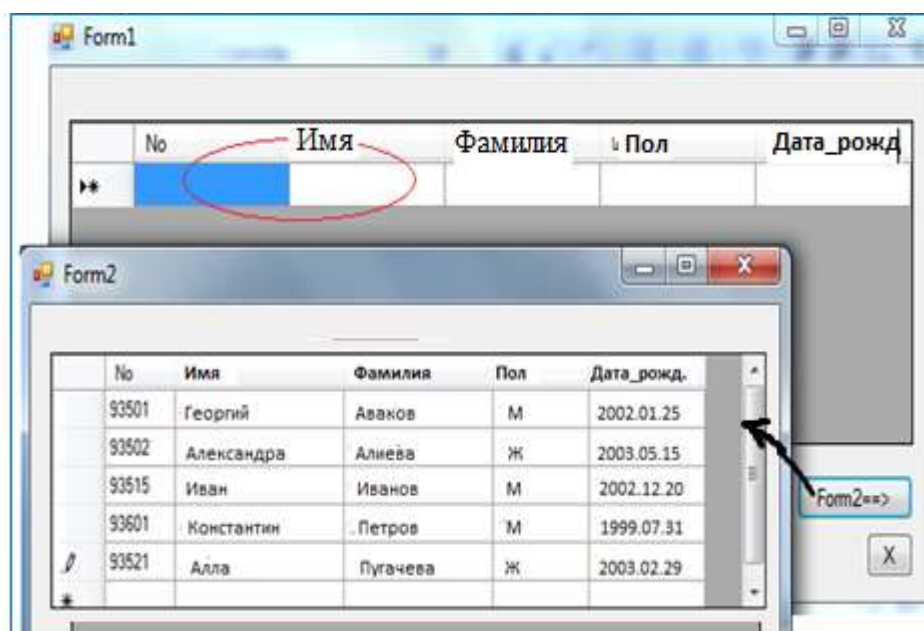 Form1
No Имя Фамилия Пол Дата_рожд
Form2
No Имя Фамилия Пол Дата_рожд.
93501 Георгий Аваков М 2002.01.25
93502 Александра Алиева Ж 2003.05.15
93515 Иван Иванов М 2002.12.20
93601 Константин Петров М 1999.07.31
93521 Алла Пугачева Ж 2003.02.29
Form2==>
X